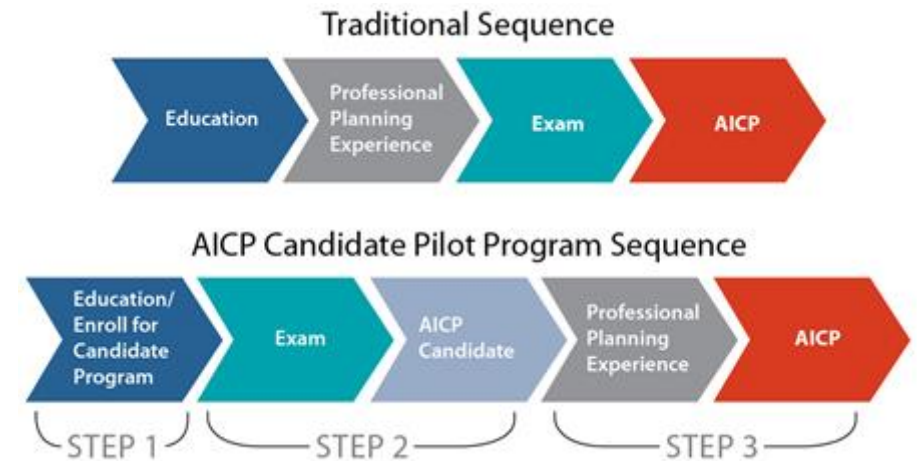 Traditional Sequence
Education
Professional
Planning
Experience
Exam
AICP
AICP Candidate Pilot Program Sequence
Education/
Enroll for
Candidate
Program
Exam
AICP
Candidate
Professional
Planning
Experience
AICP
STEP 1
STEP 2
STEP 3